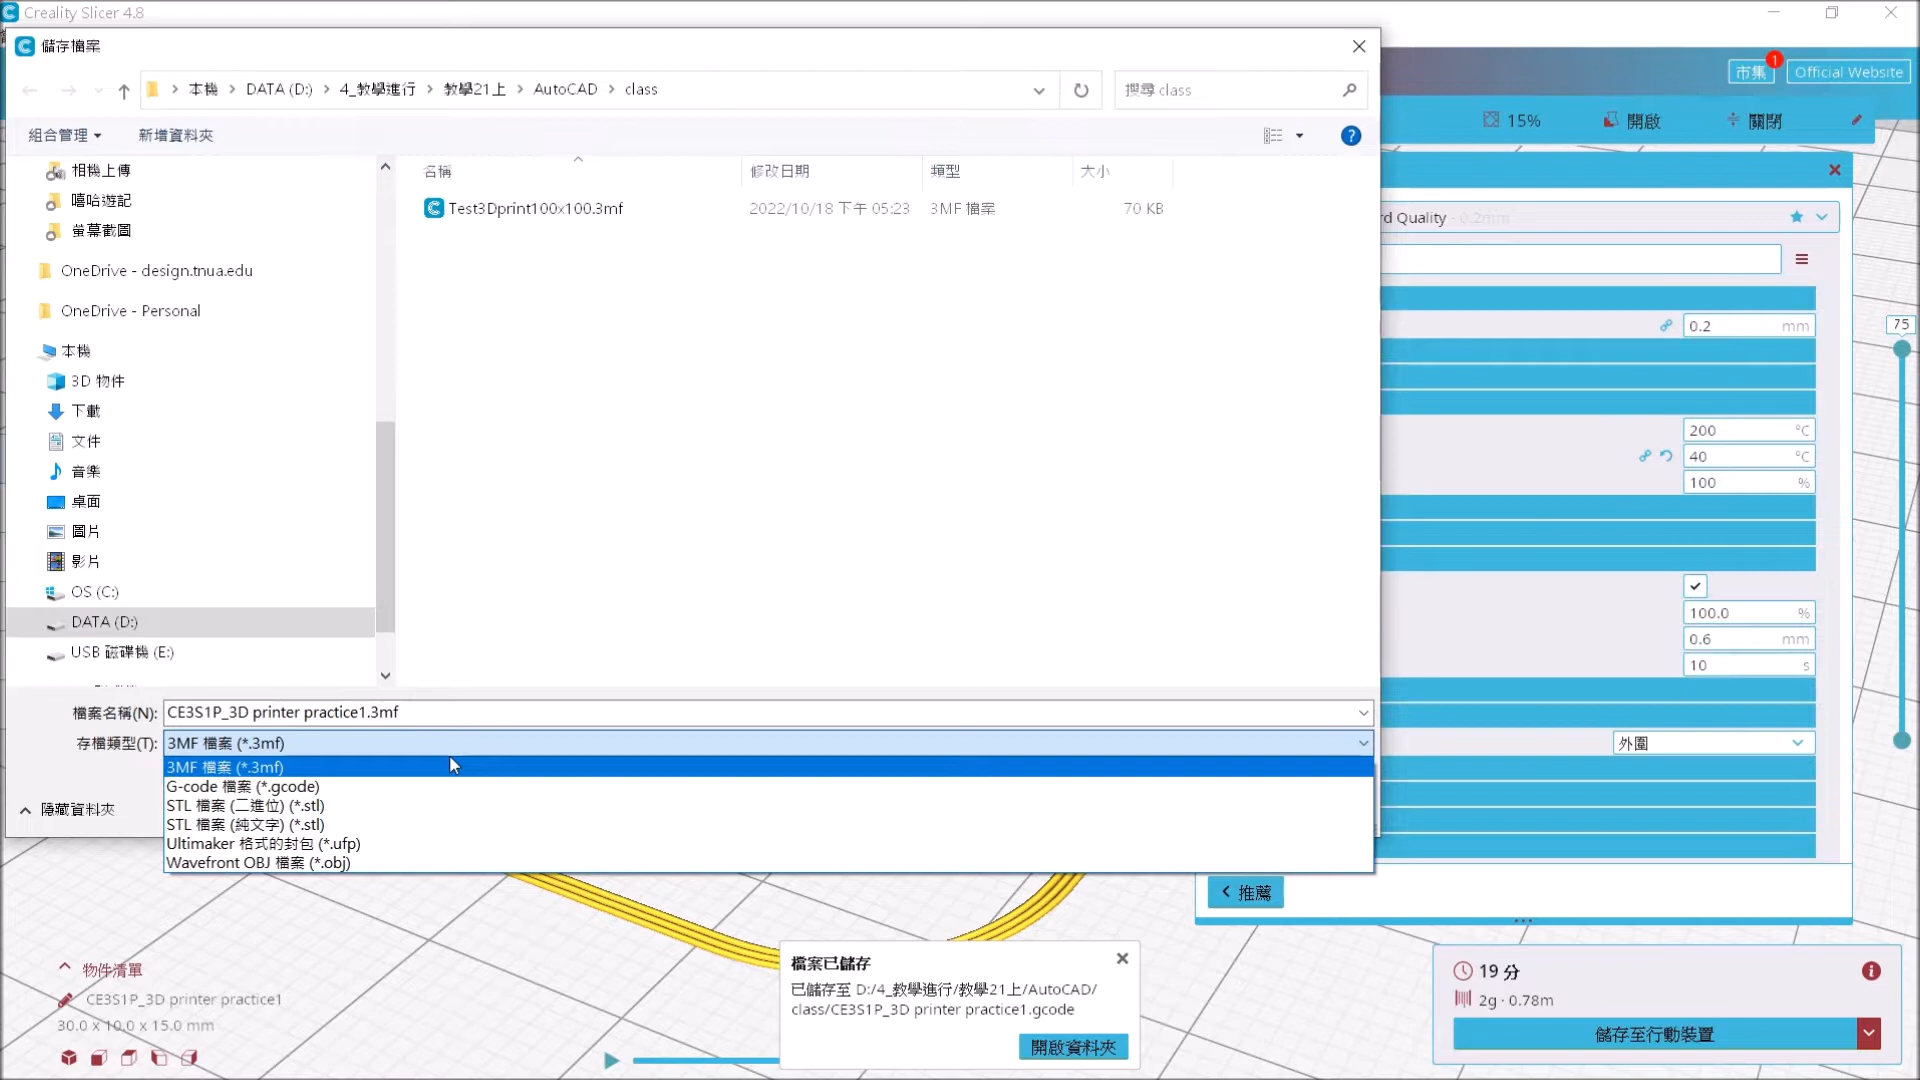 Creality Slicer 4.8
儲存檔案
本機 DATA (D:) 4_教學進行 教學21上 AutoCAD class
搜尋 class
市集 1
Official Website
15% 開啟 關閉
組合管理 新增資料夾
名稱 修改日期 類型 大小
Test3Dprint100x100.3mf 2022/10/18 下午 05:23 3MF 檔案 70 KB
相機上傳
嘻哈遊記
螢幕截圖
OneDrive - design.tnua.edu
OneDrive - Personal
本機
3D 物件
下載
文件
音樂
桌面
圖片
影片
OS (C:)
DATA (D:)
USB 磁碟機 (E:)
檔案名稱(N): CE3S1P_3D printer practice1.3mf
存檔類型(T): 3MF 檔案 (*.3mf)
3MF 檔案 (*.3mf)
G-code 檔案 (*.gcode)
STL 檔案 (二進位) (*.stl)
STL 檔案 (純文字) (*.stl)
Ultimaker 格式的封包 (*.ufp)
Wavefront OBJ 檔案 (*.obj)
隱藏資料夾
rd Quality - 0.2mm
0.2 mm
200 °C
40 °C
100 %
100.0 %
0.6 mm
10 s
外圍
推薦
75
物件清單
CE3S1P_3D printer practice1
30.0 x 10.0 x 15.0 mm
檔案已儲存
已儲存至 D:/4_教學進行/教學21上/AutoCAD/
class/CE3S1P_3D printer practice1.gcode
開啟資料夾
19 分
2g · 0.78m
儲存至行動裝置